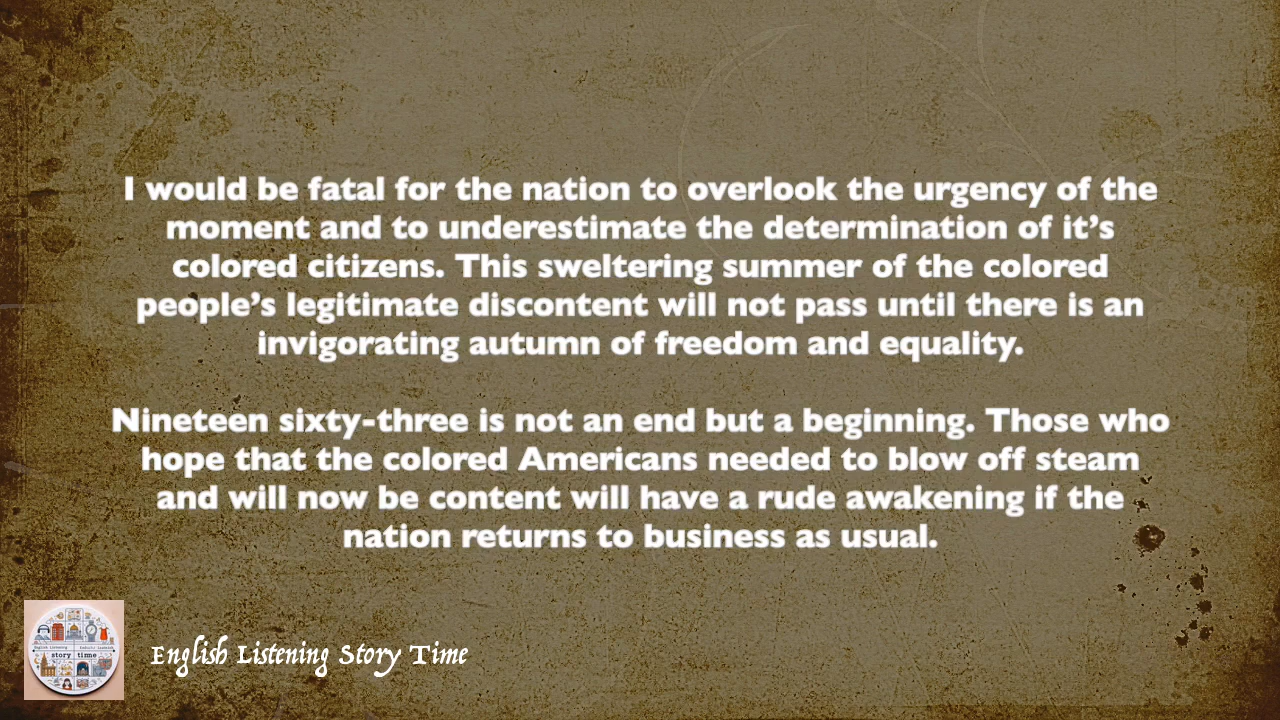 I would be fatal for the nation to overlook the urgency of the
moment and to underestimate the determination of it’s
colored citizens. This sweltering summer of the colored
people’s legitimate discontent will not pass until there is an
invigorating autumn of freedom and equality.
Nineteen sixty-three is not an end but a beginning. Those who
hope that the colored Americans needed to blow off steam
and will now be content will have a rude awakening if the
nation returns to business as usual.
English Listening
story time
English Listening Story Time